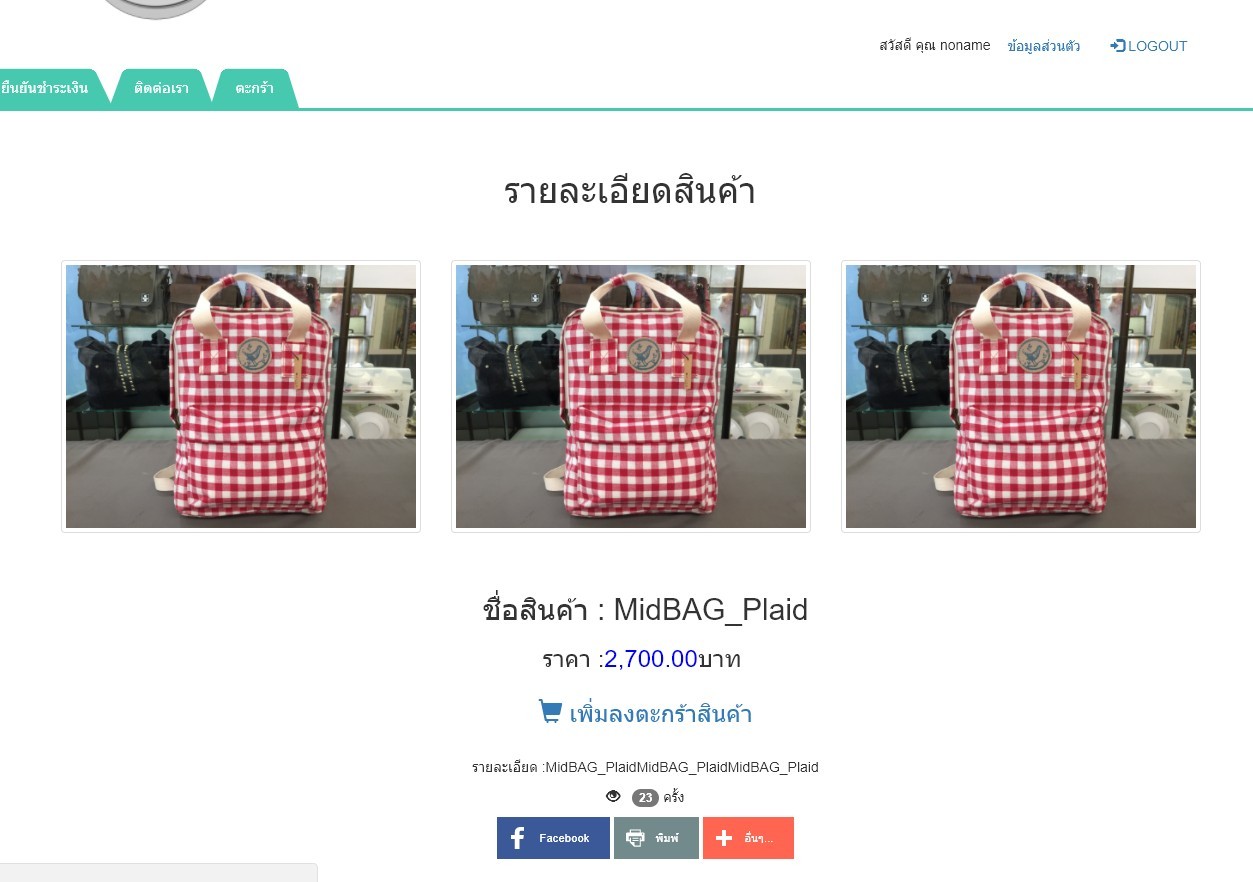 สวัสดี คุณ noname ข้อมูลส่วนตัว LOGOUT
ยืนยันชำระเงิน ติดต่อเรา ตะกร้า
รายละเอียดสินค้า
ชื่อสินค้า : MidBAG_Plaid
ราคา :2,700.00บาท
เพิ่มลงตะกร้าสินค้า
รายละเอียด :MidBAG_PlaidMidBAG_PlaidMidBAG_Plaid
23 ครั้ง
Facebook พิมพ์ อื่นๆ...